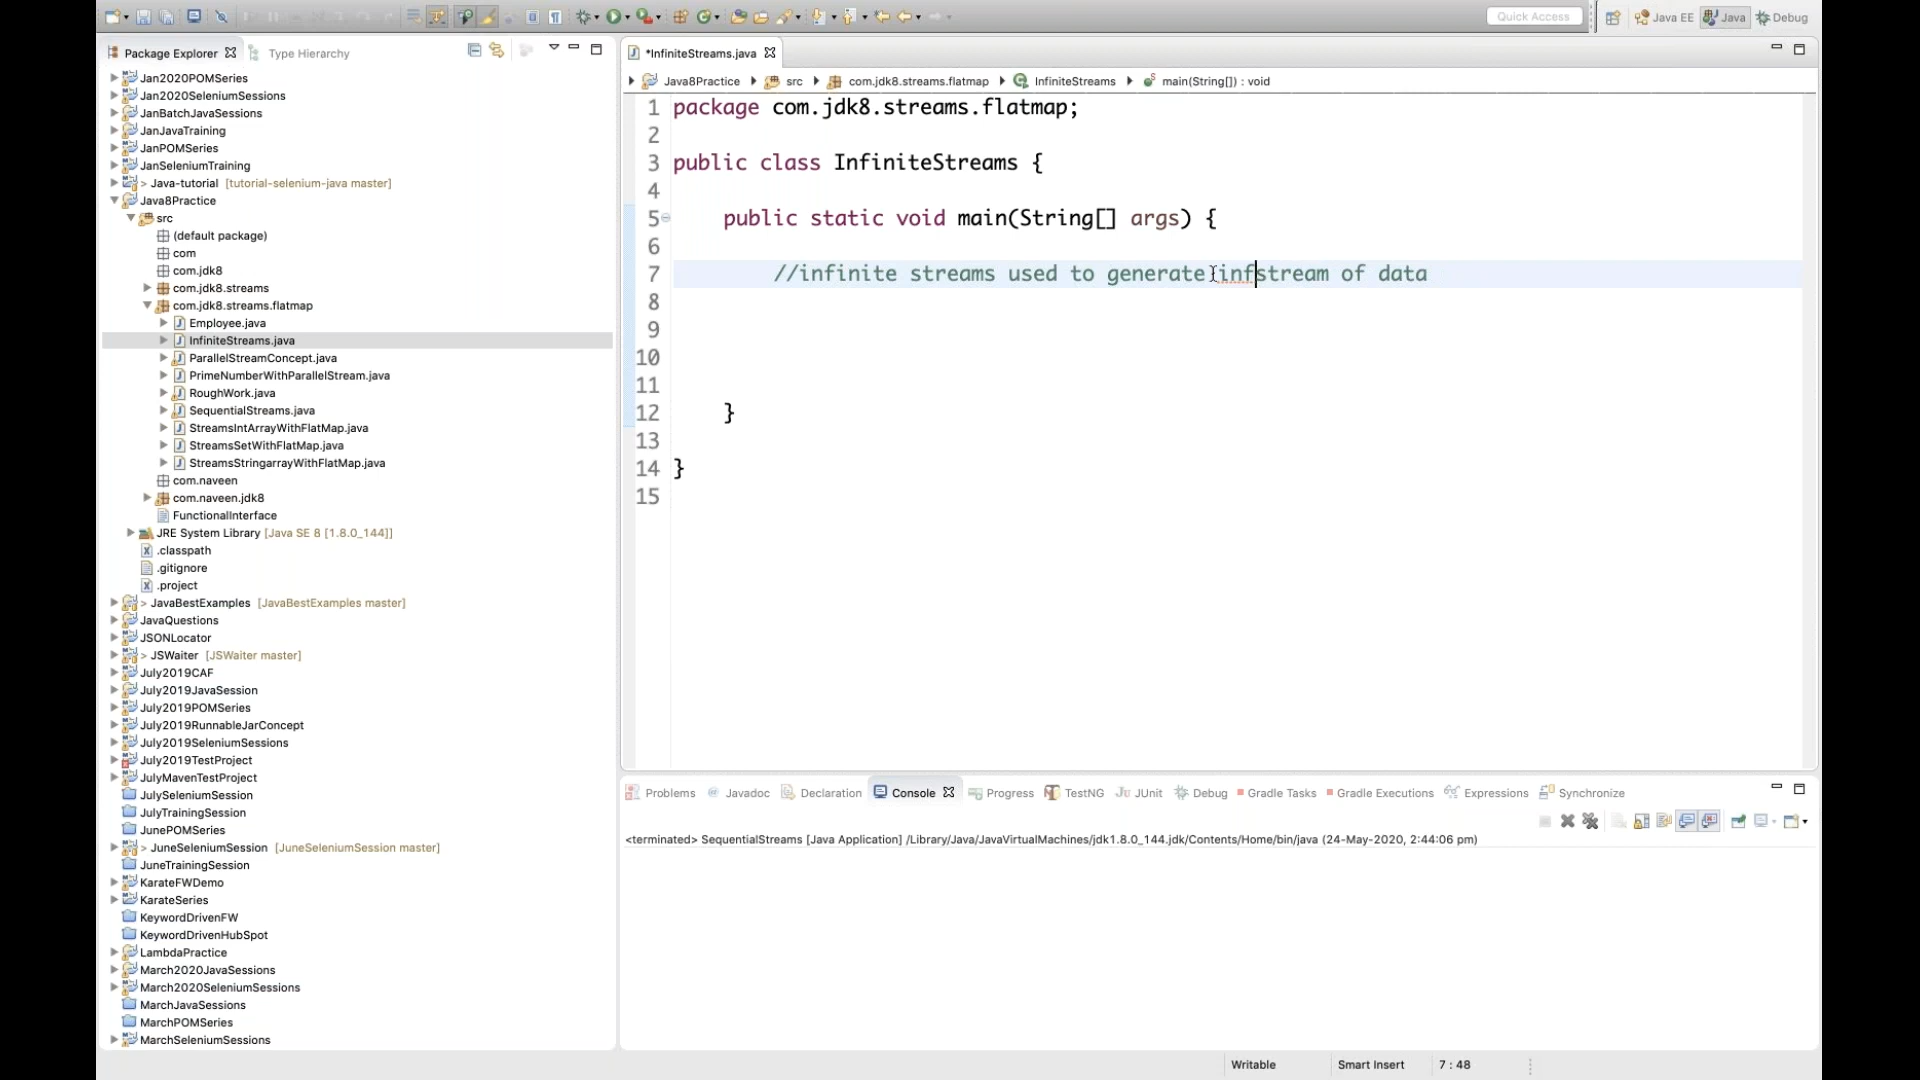 Quick Access
Java EE
Java
Debug
Package Explorer
Type Hierarchy
Jan2020POMSeries
Jan2020SeleniumSessions
JanBatchJavaSessions
JanJavaTraining
JanPOMSeries
JanSeleniumTraining
> Java-tutorial [tutorial-selenium-java master]
Java8Practice
src
(default package)
com
com.jdk8
com.jdk8.streams
com.jdk8.streams.flatmap
Employee.java
InfiniteStreams.java
ParallelStreamConcept.java
PrimeNumberWithParallelStream.java
RoughWork.java
SequentialStreams.java
StreamsIntArrayWithFlatMap.java
StreamsSetWithFlatMap.java
StreamsStringarrayWithFlatMap.java
com.naveen
com.naveen.jdk8
FunctionalInterface
JRE System Library [Java SE 8 [1.8.0_144]]
.classpath
.gitignore
.project
> JavaBestExamples [JavaBestExamples master]
JavaQuestions
JSONLocator
> JSWaiter [JSWaiter master]
July2019CAF
July2019JavaSession
July2019POMSeries
July2019RunnableJarConcept
July2019SeleniumSessions
July2019TestProject
JulyMavenTestProject
JulySeleniumSession
JulyTrainingSession
JunePOMSeries
> JuneSeleniumSession [JuneSeleniumSession master]
JuneTrainingSession
KarateFWDemo
KarateSeries
KeywordDrivenFW
KeywordDrivenHubSpot
LambdaPractice
March2020JavaSessions
March2020SeleniumSessions
MarchJavaSessions
MarchPOMSeries
MarchSeleniumSessions
*InfiniteStreams.java
Java8Practice
src
com.jdk8.streams.flatmap
InfiniteStreams
main(String[]) : void
1 package com.jdk8.streams.flatmap;
2
3 public class InfiniteStreams {
4
5 public static void main(String[] args) {
6
7 //infinite streams used to generate infstream of data
8
9
10
11
12 }
13
14 }
15
Problems
Javadoc
Declaration
Console
Progress
TestNG
JUnit
Debug
Gradle Tasks
Gradle Executions
Expressions
Synchronize
<terminated> SequentialStreams [Java Application] /Library/Java/JavaVirtualMachines/jdk1.8.0_144.jdk/Contents/Home/bin/java (24-May-2020, 2:44:06 pm)
Writable
Smart Insert
7 : 48